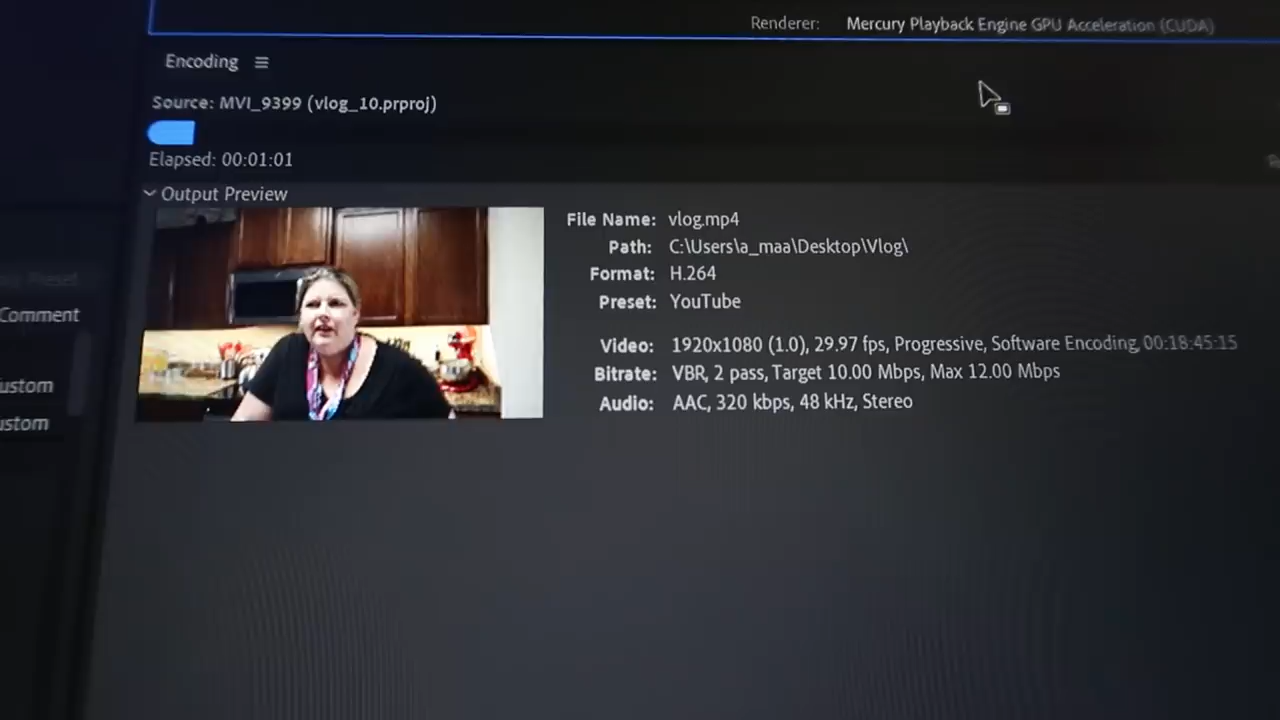 Renderer: Mercury Playback Engine GPU Acceleration (CUDA)
Encoding
Source: MVI_9399 (vlog_10.prproj)
Elapsed: 00:01:01
Output Preview
File Name: vlog.mp4
Path: C:\Users\a_maa\Desktop\Vlog\
Format: H.264
Preset: YouTube
Video: 1920x1080 (1.0), 29.97 fps, Progressive, Software Encoding, 00:18:45:15
Bitrate: VBR, 2 pass, Target 10.00 Mbps, Max 12.00 Mbps
Audio: AAC, 320 kbps, 48 kHz, Stereo
Preset
Comment
ustom
ustom